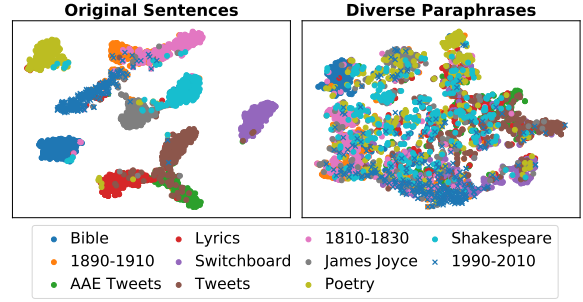 Original Sentences Diverse Paraphrases
Bible Lyrics 1810-1830 Shakespeare
1890-1910 Switchboard James Joyce 1990-2010
AAE Tweets Tweets Poetry